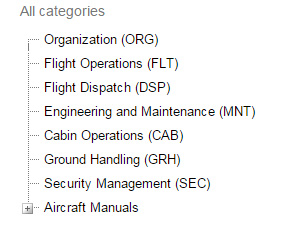 All categories
Organization (ORG)
Flight Operations (FLT)
Flight Dispatch (DSP)
Engineering and Maintenance (MNT)
Cabin Operations (CAB)
Ground Handling (GRH)
Security Management (SEC)
Aircraft Manuals